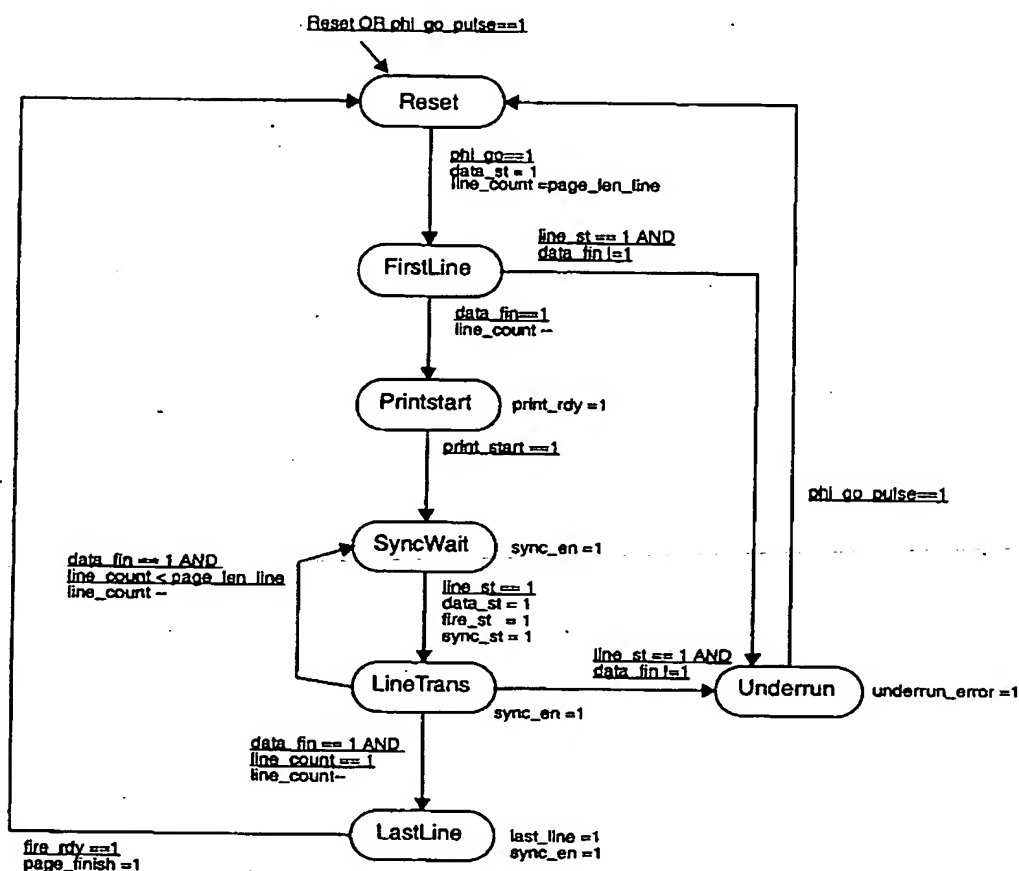 Reset OR phi_go_pulse==1
Reset
phi_go==1
data_st = 1
line_count =page_len_line
line_st == 1 AND
data_fin !=1
FirstLine
data_fin==1
line_count --
Printstart
print_rdy =1
print_start ==1
phi_go_pulse==1
SyncWait
sync_en =1
data_fin == 1 AND
line_count < page_len_line
line_count --
line_st == 1
data_st = 1
fire_st = 1
sync_st = 1
line_st == 1 AND
data_fin !=1
LineTrans
sync_en =1
Underrun
underrun_error =1
data_fin == 1 AND
line_count == 1
line_count--
LastLine
last_line =1
sync_en =1
fire_rdy ==1
page_finish =1